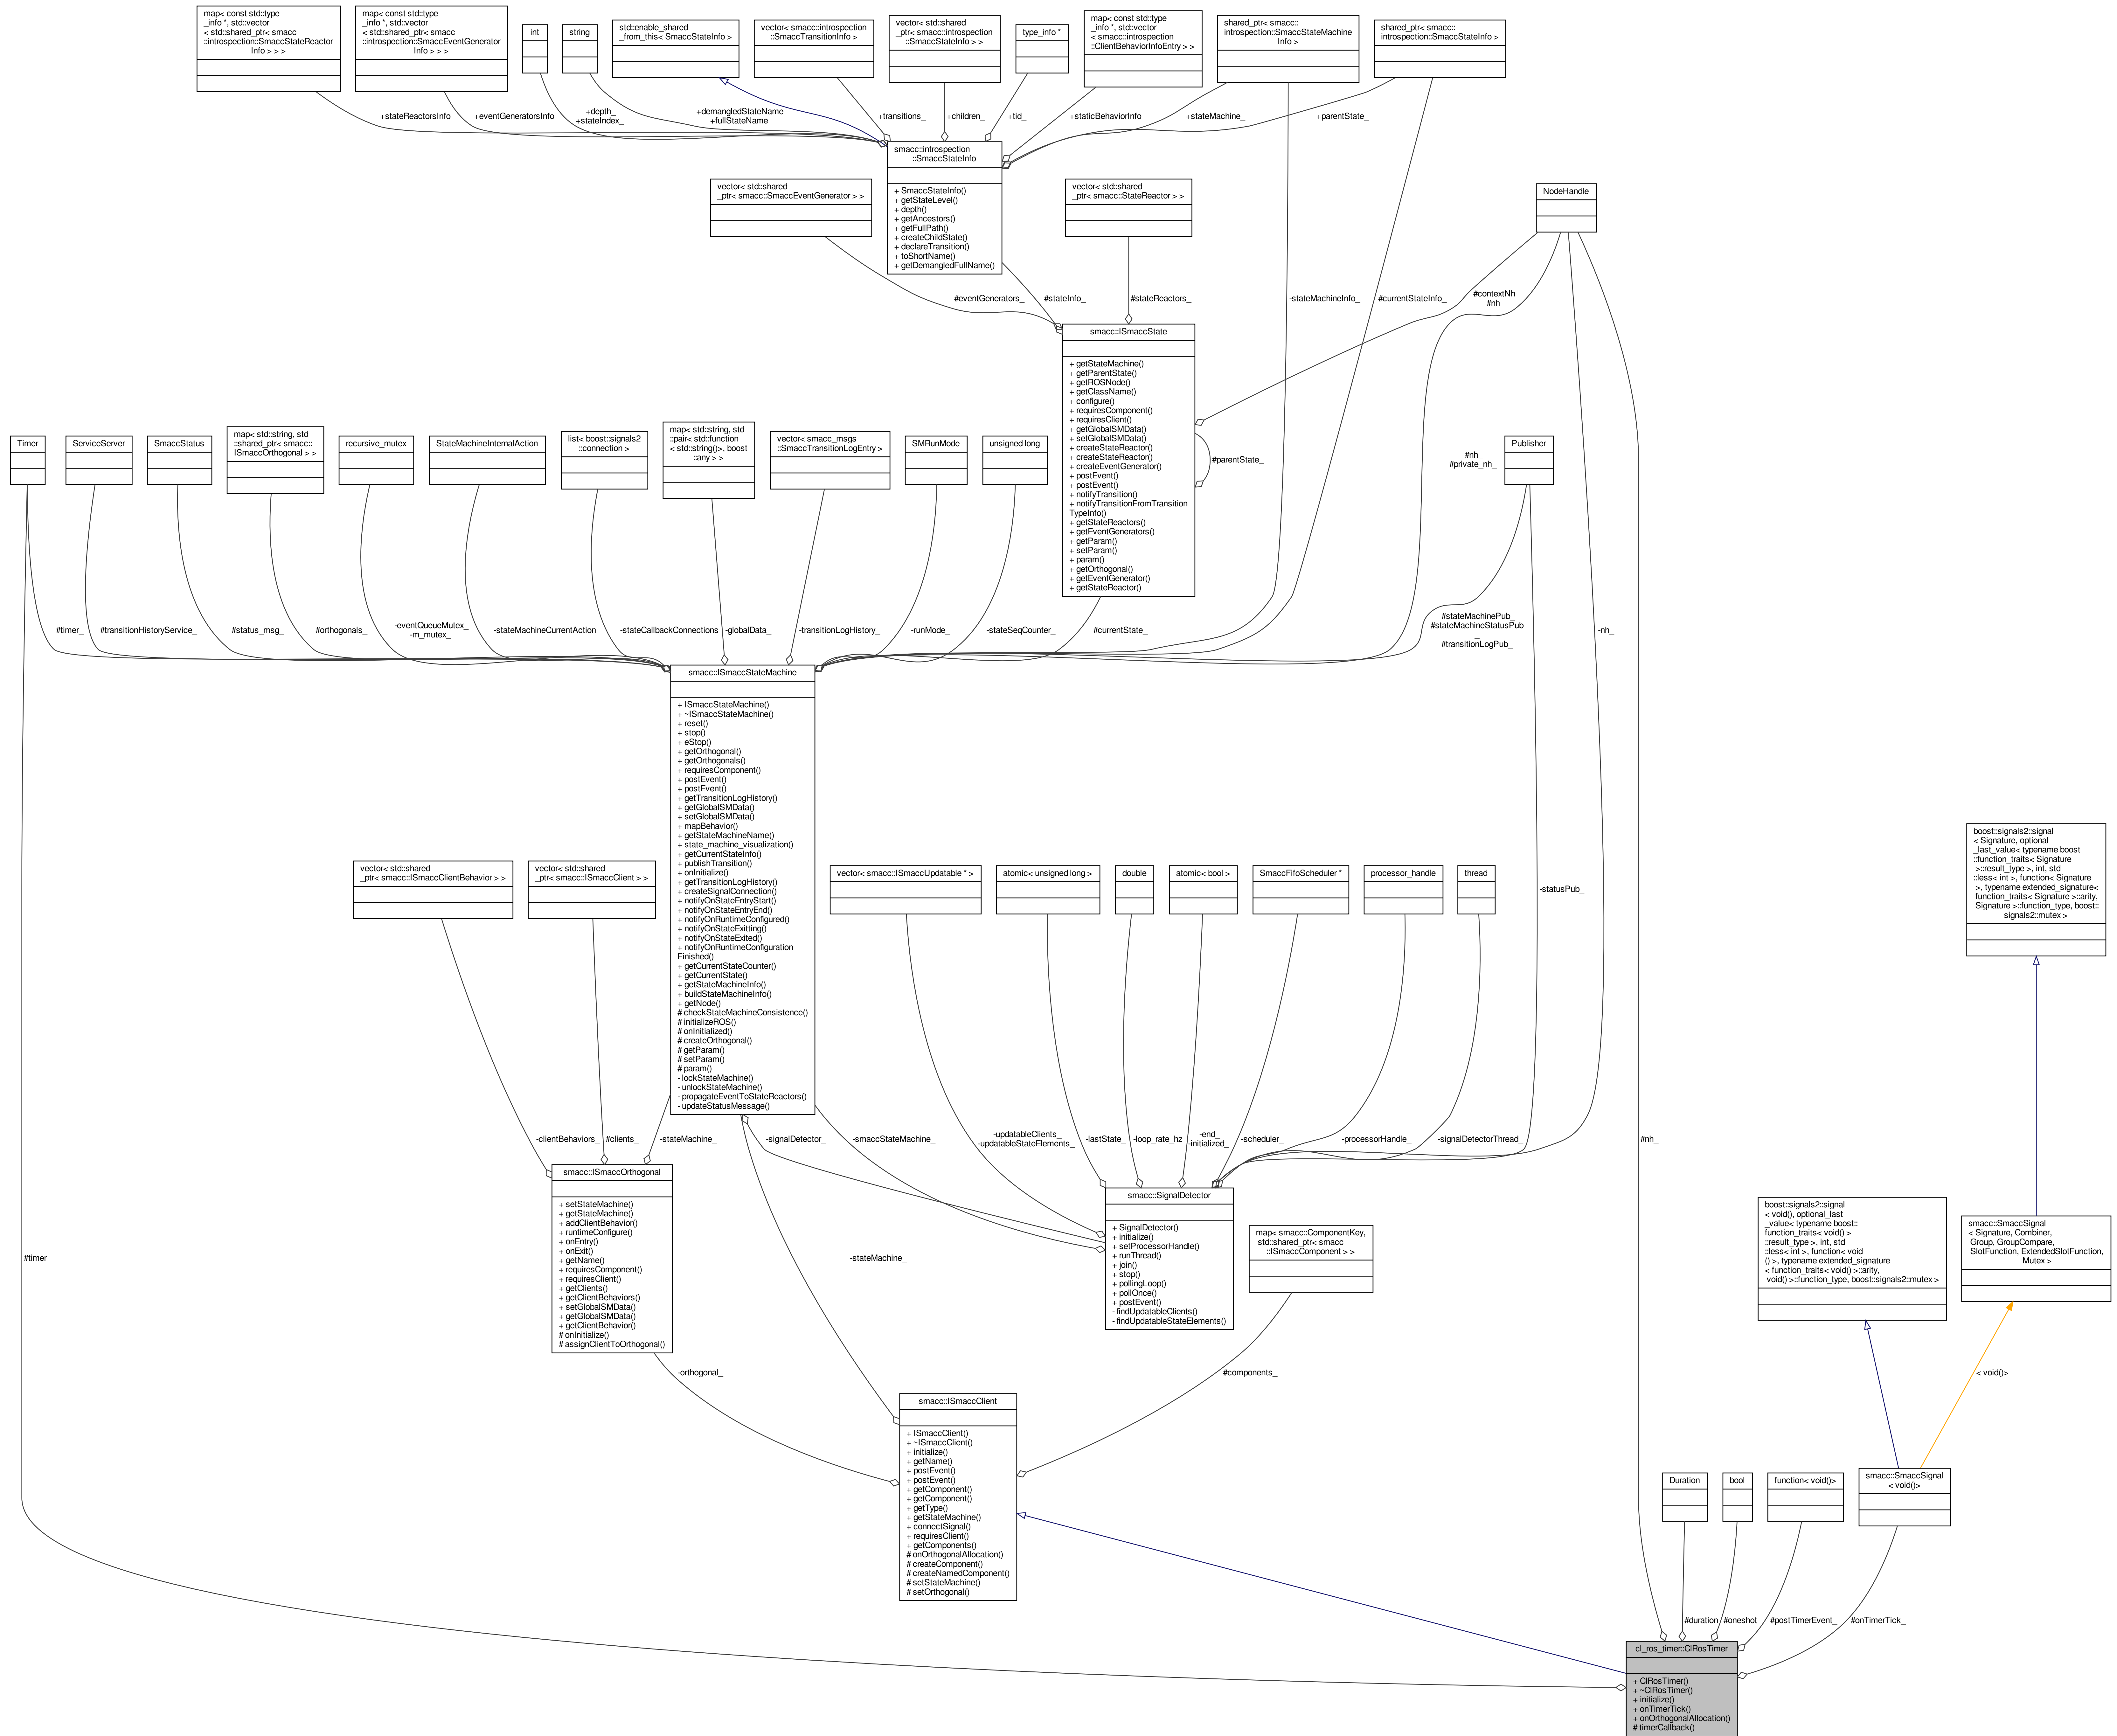 map< const std::type
_info *, std::vector
< std::shared_ptr< smacc
::introspection::SmaccStateReactor
Info > > >
map< const std::type
_info *, std::vector
< std::shared_ptr< smacc
::introspection::SmaccEventGenerator
Info > > >
int
string
std::enable_shared
_from_this< SmaccStateInfo >
vector< smacc::introspection
::SmaccTransitionInfo >
vector< std::shared
_ptr< smacc::introspection
::SmaccStateInfo > >
type_info *
map< const std::type
_info *, std::vector
< smacc::introspection
::ClientBehaviorInfoEntry > >
shared_ptr< smacc::
introspection::SmaccStateMachine
Info >
shared_ptr< smacc::
introspection::SmaccStateInfo >
+stateReactorsInfo
+eventGeneratorsInfo
+depth_
+stateIndex_
+demangledStateName
+fullStateName
+transitions_
+children_
+tid_
+staticBehaviorInfo
+stateMachine_
+parentState_
smacc::introspection
::SmaccStateInfo
+ SmaccStateInfo()
+ getStateLevel()
+ depth()
+ getAncestors()
+ getFullPath()
+ createChildState()
+ declareTransition()
+ toShortName()
+ getDemangledFullName()
vector< std::shared
_ptr< smacc::SmaccEventGenerator > >
vector< std::shared
_ptr< smacc::StateReactor > >
NodeHandle
#eventGenerators_
#stateInfo_
#stateReactors_
-stateMachineInfo_
#currentStateInfo_
#contextNh
#nh
smacc::ISmaccState
+ getStateMachine()
+ getParentState()
+ getROSNode()
+ getClassName()
+ configure()
+ requiresComponent()
+ requiresClient()
+ getGlobalSMData()
+ setGlobalSMData()
+ createStateReactor()
+ createStateReactor()
+ createEventGenerator()
+ postEvent()
+ postEvent()
+ notifyTransition()
+ notifyTransitionFromTransition
TypeInfo()
+ getStateReactors()
+ getEventGenerators()
+ getParam()
+ setParam()
+ param()
+ getOrthogonal()
+ getEventGenerator()
+ getStateReactor()
#parentState_
Timer
ServiceServer
SmaccStatus
map< std::string, std
::shared_ptr< smacc::
ISmaccOrthogonal > >
recursive_mutex
StateMachineInternalAction
list< boost::signals2
::connection >
map< std::string, std
::pair< std::function
< std::string()>, boost
::any > >
vector< smacc_msgs
::SmaccTransitionLogEntry >
SMRunMode
unsigned long
Publisher
#nh_
#private_nh_
#timer_
#transitionHistoryService_
#status_msg_
#orthogonals_
-eventQueueMutex_
-m_mutex_
-stateMachineCurrentAction
-stateCallbackConnections
-globalData_
-transitionLogHistory_
-runMode_
-stateSeqCounter_
#currentState_
#stateMachinePub_
#stateMachineStatusPub
_
#transitionLogPub_
-nh_
smacc::ISmaccStateMachine
+ ISmaccStateMachine()
+ ~ISmaccStateMachine()
+ reset()
+ stop()
+ eStop()
+ getOrthogonal()
+ getOrthogonals()
+ requiresComponent()
+ postEvent()
+ postEvent()
+ getTransitionLogHistory()
+ getGlobalSMData()
+ setGlobalSMData()
+ mapBehavior()
+ getStateMachineName()
+ state_machine_visualization()
+ getCurrentStateInfo()
+ publishTransition()
+ onInitialize()
+ getTransitionLogHistory()
+ createSignalConnection()
+ notifyOnStateEntryStart()
+ notifyOnStateEntryEnd()
+ notifyOnRuntimeConfigured()
+ notifyOnStateExitting()
+ notifyOnStateExited()
+ notifyOnRuntimeConfiguration
Finished()
+ getCurrentStateCounter()
+ getCurrentState()
+ getStateMachineInfo()
+ buildStateMachineInfo()
+ getNode()
# checkStateMachineConsistence()
# initializeROS()
# onInitialized()
# createOrthogonal()
# getParam()
# setParam()
# param()
- lockStateMachine()
- unlockStateMachine()
- propagateEventToStateReactors()
- updateStatusMessage()
vector< std::shared
_ptr< smacc::ISmaccClientBehavior > >
vector< std::shared
_ptr< smacc::ISmaccClient > >
vector< smacc::ISmaccUpdatable * >
atomic< unsigned long >
double
atomic< bool >
SmaccFifoScheduler *
processor_handle
thread
-statusPub_
boost::signals2::signal
< Signature, optional
_last_value< typename boost
::function_traits< Signature
>::result_type >, int, std
::less< int >, function< Signature
>, typename extended_signature<
function_traits< Signature >::arity,
Signature >::function_type, boost::
signals2::mutex >
-clientBehaviors_
#clients_
-stateMachine_
-signalDetector_
-smaccStateMachine_
-updatableClients_
-updatableStateElements_
-lastState_
-loop_rate_hz
-end_
-initialized_
-scheduler_
-processorHandle_
-signalDetectorThread_
#nh_
smacc::ISmaccOrthogonal
+ setStateMachine()
+ getStateMachine()
+ addClientBehavior()
+ runtimeConfigure()
+ onEntry()
+ onExit()
+ getName()
+ requiresComponent()
+ requiresClient()
+ getClients()
+ getClientBehaviors()
+ setGlobalSMData()
+ getGlobalSMData()
+ getClientBehavior()
# onInitialize()
# assignClientToOrthogonal()
smacc::SignalDetector
+ SignalDetector()
+ initialize()
+ setProcessorHandle()
+ runThread()
+ join()
+ stop()
+ pollingLoop()
+ pollOnce()
+ postEvent()
- findUpdatableClients()
- findUpdatableStateElements()
map< smacc::ComponentKey,
std::shared_ptr< smacc
::ISmaccComponent > >
boost::signals2::signal
< void(), optional_last
_value< typename boost::
function_traits< void() >
::result_type >, int, std
::less< int >, function< void
() >, typename extended_signature
< function_traits< void() >::arity,
void() >::function_type, boost::signals2::mutex >
smacc::SmaccSignal
< Signature, Combiner,
Group, GroupCompare,
SlotFunction, ExtendedSlotFunction,
Mutex >
#timer
-stateMachine_
-orthogonal_
#components_
< void()>
smacc::ISmaccClient
+ ISmaccClient()
+ ~ISmaccClient()
+ initialize()
+ getName()
+ postEvent()
+ postEvent()
+ getComponent()
+ getComponent()
+ getType()
+ getStateMachine()
+ connectSignal()
+ requiresClient()
+ getComponents()
# onOrthogonalAllocation()
# createComponent()
# createNamedComponent()
# setStateMachine()
# setOrthogonal()
Duration
bool
function< void()>
smacc::SmaccSignal
< void()>
#duration
#oneshot
#postTimerEvent_
#onTimerTick_
cl_ros_timer::ClRosTimer
+ ClRosTimer()
+ ~ClRosTimer()
+ initialize()
+ onTimerTick()
+ onOrthogonalAllocation()
# timerCallback()